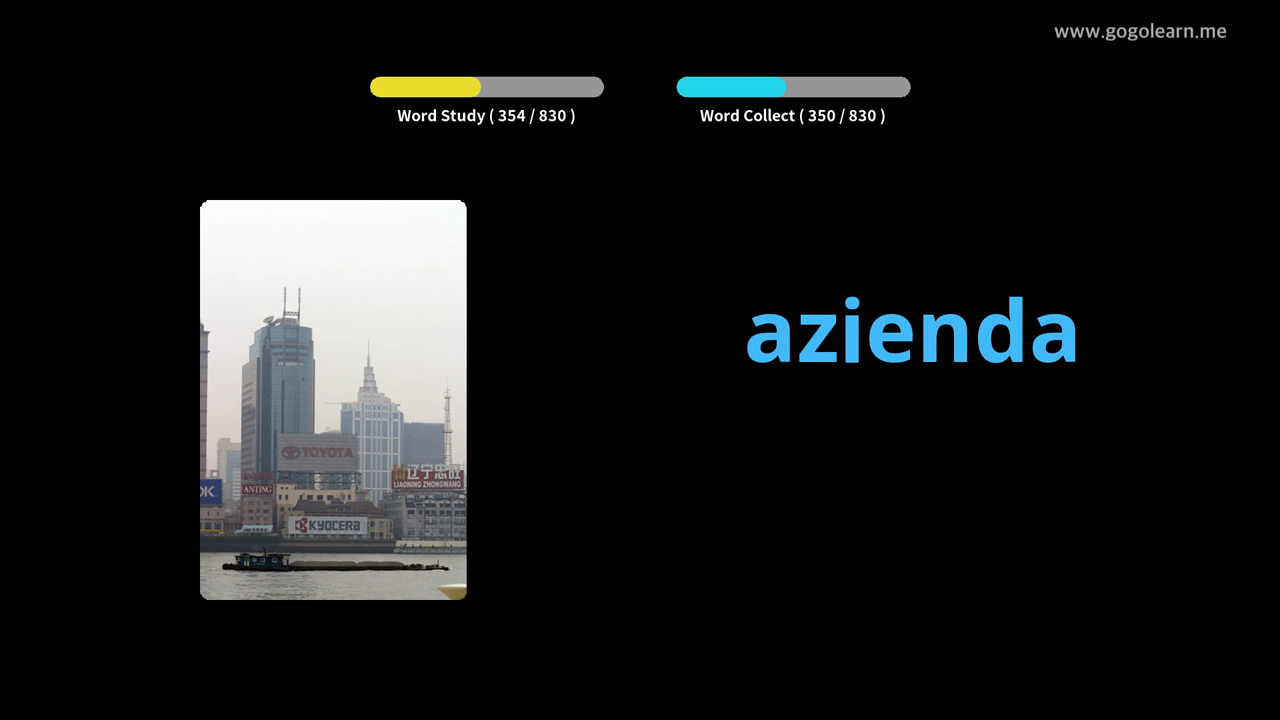 www.gogolearn.me
Word Study ( 354 / 830 )
Word Collect ( 350 / 830 )
azienda
TOYOTA
辽宁忠旺
LIAONING ZHONGWANG
ANTING
OK
KYOCERA